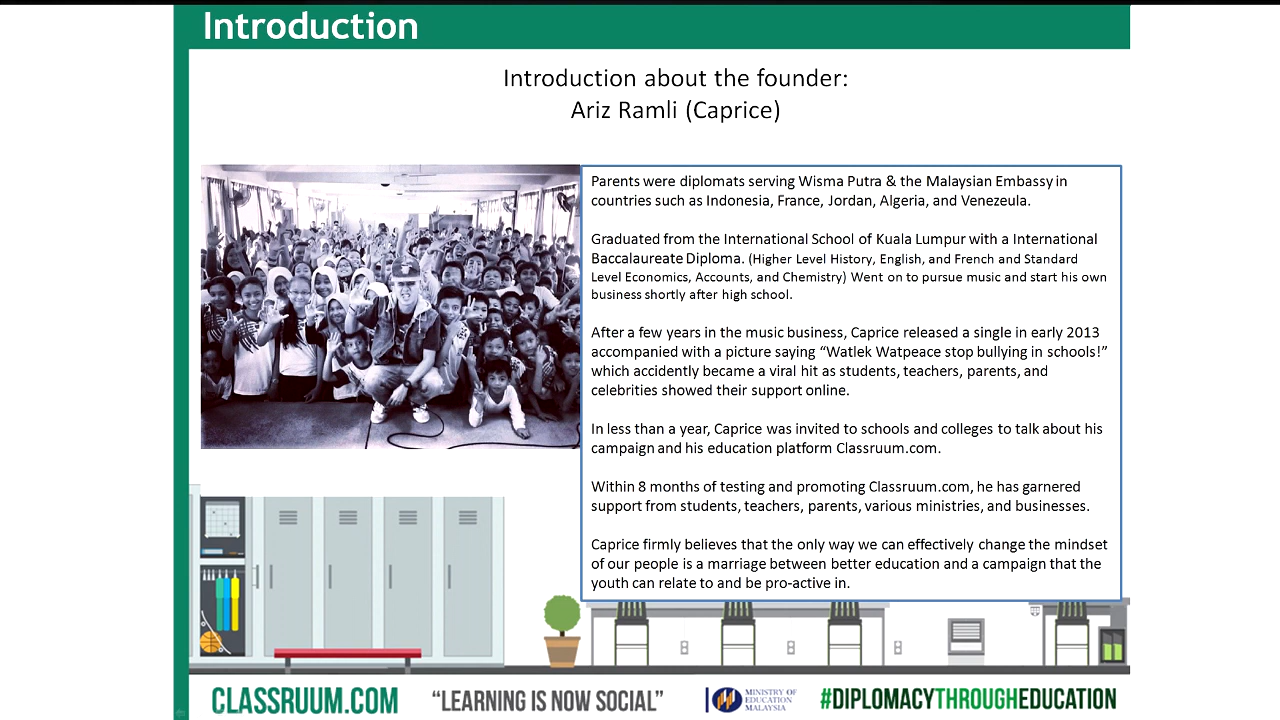 Introduction
Introduction about the founder:
Ariz Ramli (Caprice)
Parents were diplomats serving Wisma Putra & the Malaysian Embassy in
countries such as Indonesia, France, Jordan, Algeria, and Venezeula.
Graduated from the International School of Kuala Lumpur with a International
Baccalaureate Diploma. (Higher Level History, English, and French and Standard
Level Economics, Accounts, and Chemistry) Went on to pursue music and start his own
business shortly after high school.
After a few years in the music business, Caprice released a single in early 2013
accompanied with a picture saying “Watlek Watpeace stop bullying in schools!”
which accidently became a viral hit as students, teachers, parents, and
celebrities showed their support online.
In less than a year, Caprice was invited to schools and colleges to talk about his
campaign and his education platform Classruum.com.
Within 8 months of testing and promoting Classruum.com, he has garnered
support from students, teachers, parents, various ministries, and businesses.
Caprice firmly believes that the only way we can effectively change the mindset
of our people is a marriage between better education and a campaign that the
youth can relate to and be pro-active in.
CLASSRUUM.COM
“LEARNING IS NOW SOCIAL”
MINISTRY OF
EDUCATION
MALAYSIA
#DIPLOMACYTHROUGHEDUCATION